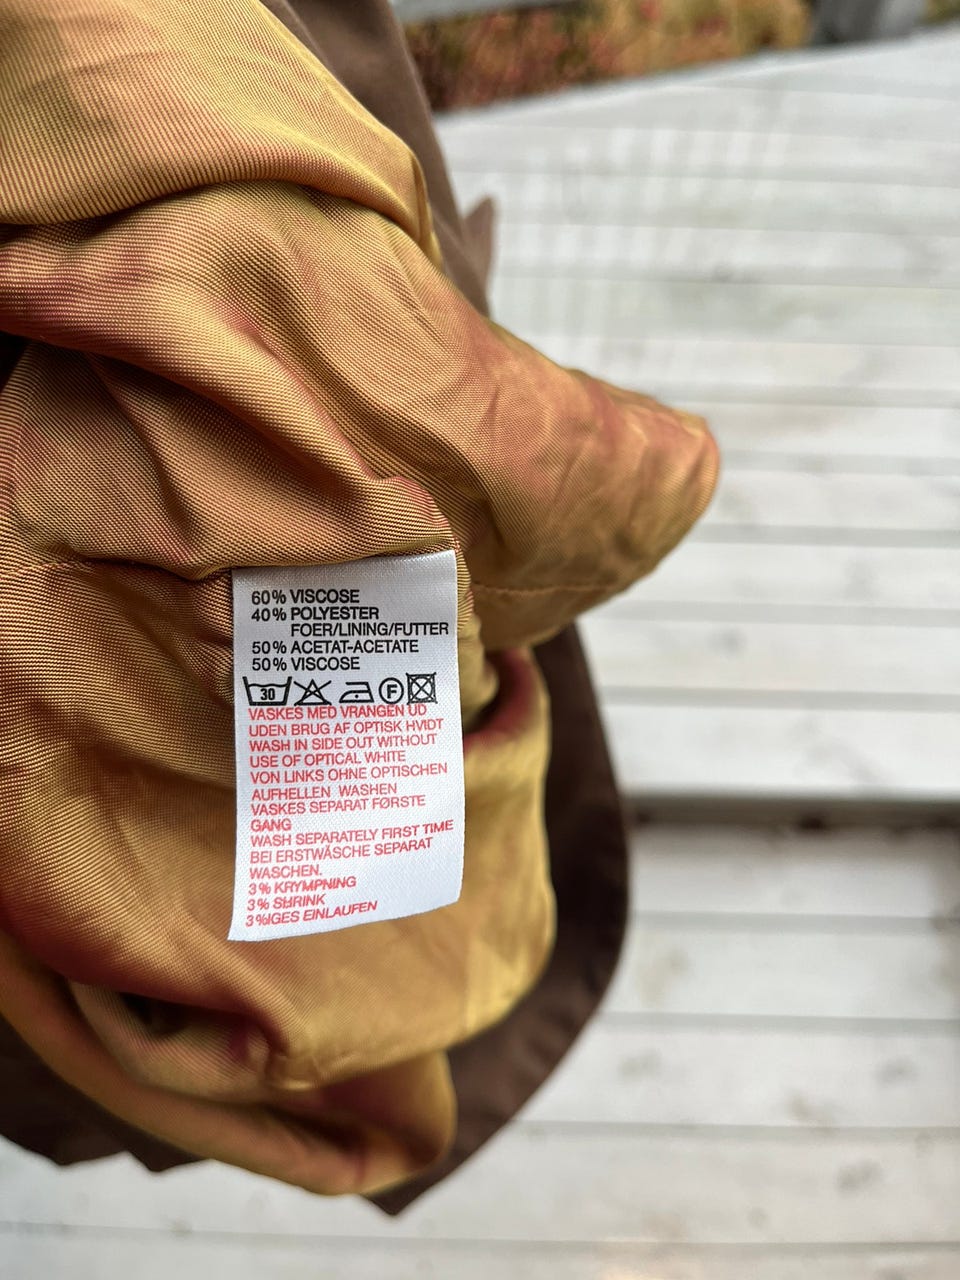 60% VISCOSE
40% POLYESTER
FOER/LINING/FUTTER
50% ACETAT-ACETATE
50% VISCOSE
30 F
VASKES MED VRANGEN UD
UDEN BRUG AF OPTISK HVIDT
WASH IN SIDE OUT WITHOUT
USE OF OPTICAL WHITE
VON LINKS OHNE OPTISCHEN
AUFHELLEN WASHEN
VASKES SEPARAT FØRSTE
GANG
WASH SEPARATELY FIRST TIME
BEI ERSTWÄSCHE SEPARAT
WASCHEN.
3% KRYMPNING
3% SHRINK
3%IGES EINLAUFEN